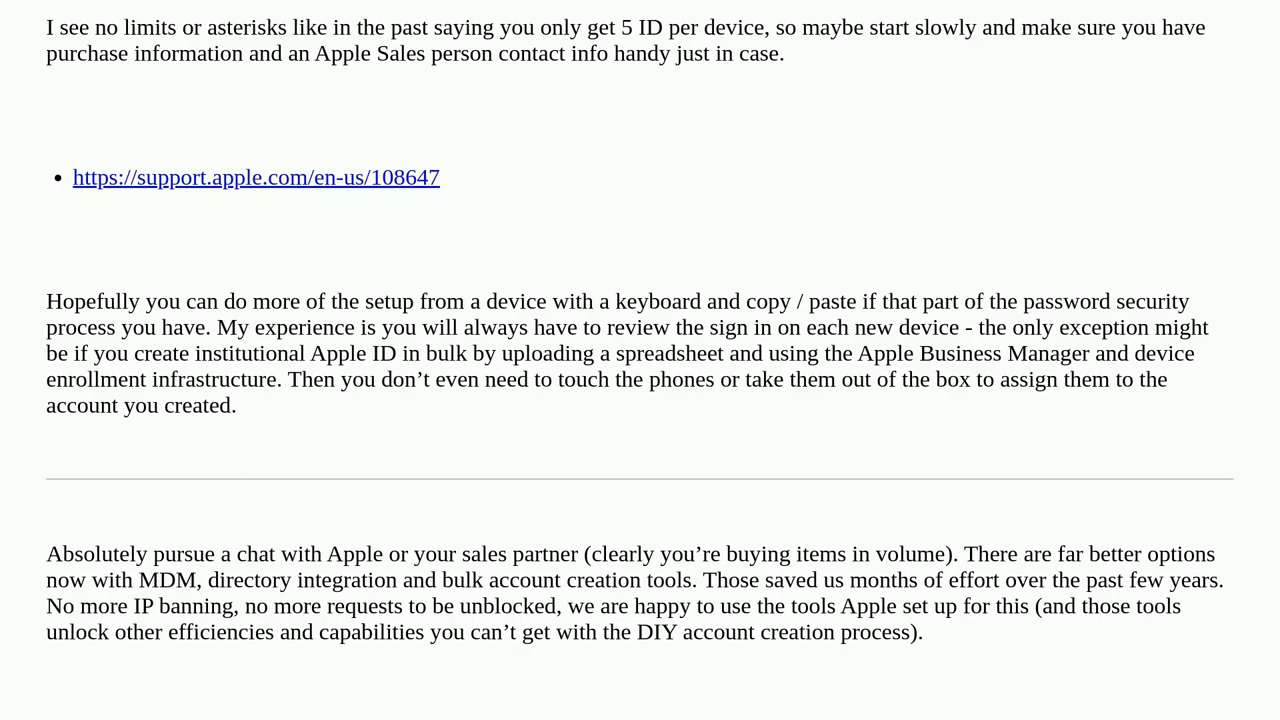 I see no limits or asterisks like in the past saying you only get 5 ID per device, so maybe start slowly and make sure you have
purchase information and an Apple Sales person contact info handy just in case.
• https://support.apple.com/en-us/108647
Hopefully you can do more of the setup from a device with a keyboard and copy / paste if that part of the password security
process you have. My experience is you will always have to review the sign in on each new device - the only exception might
be if you create institutional Apple ID in bulk by uploading a spreadsheet and using the Apple Business Manager and device
enrollment infrastructure. Then you don’t even need to touch the phones or take them out of the box to assign them to the
account you created.
Absolutely pursue a chat with Apple or your sales partner (clearly you’re buying items in volume). There are far better options
now with MDM, directory integration and bulk account creation tools. Those saved us months of effort over the past few years.
No more IP banning, no more requests to be unblocked, we are happy to use the tools Apple set up for this (and those tools
unlock other efficiencies and capabilities you can’t get with the DIY account creation process).